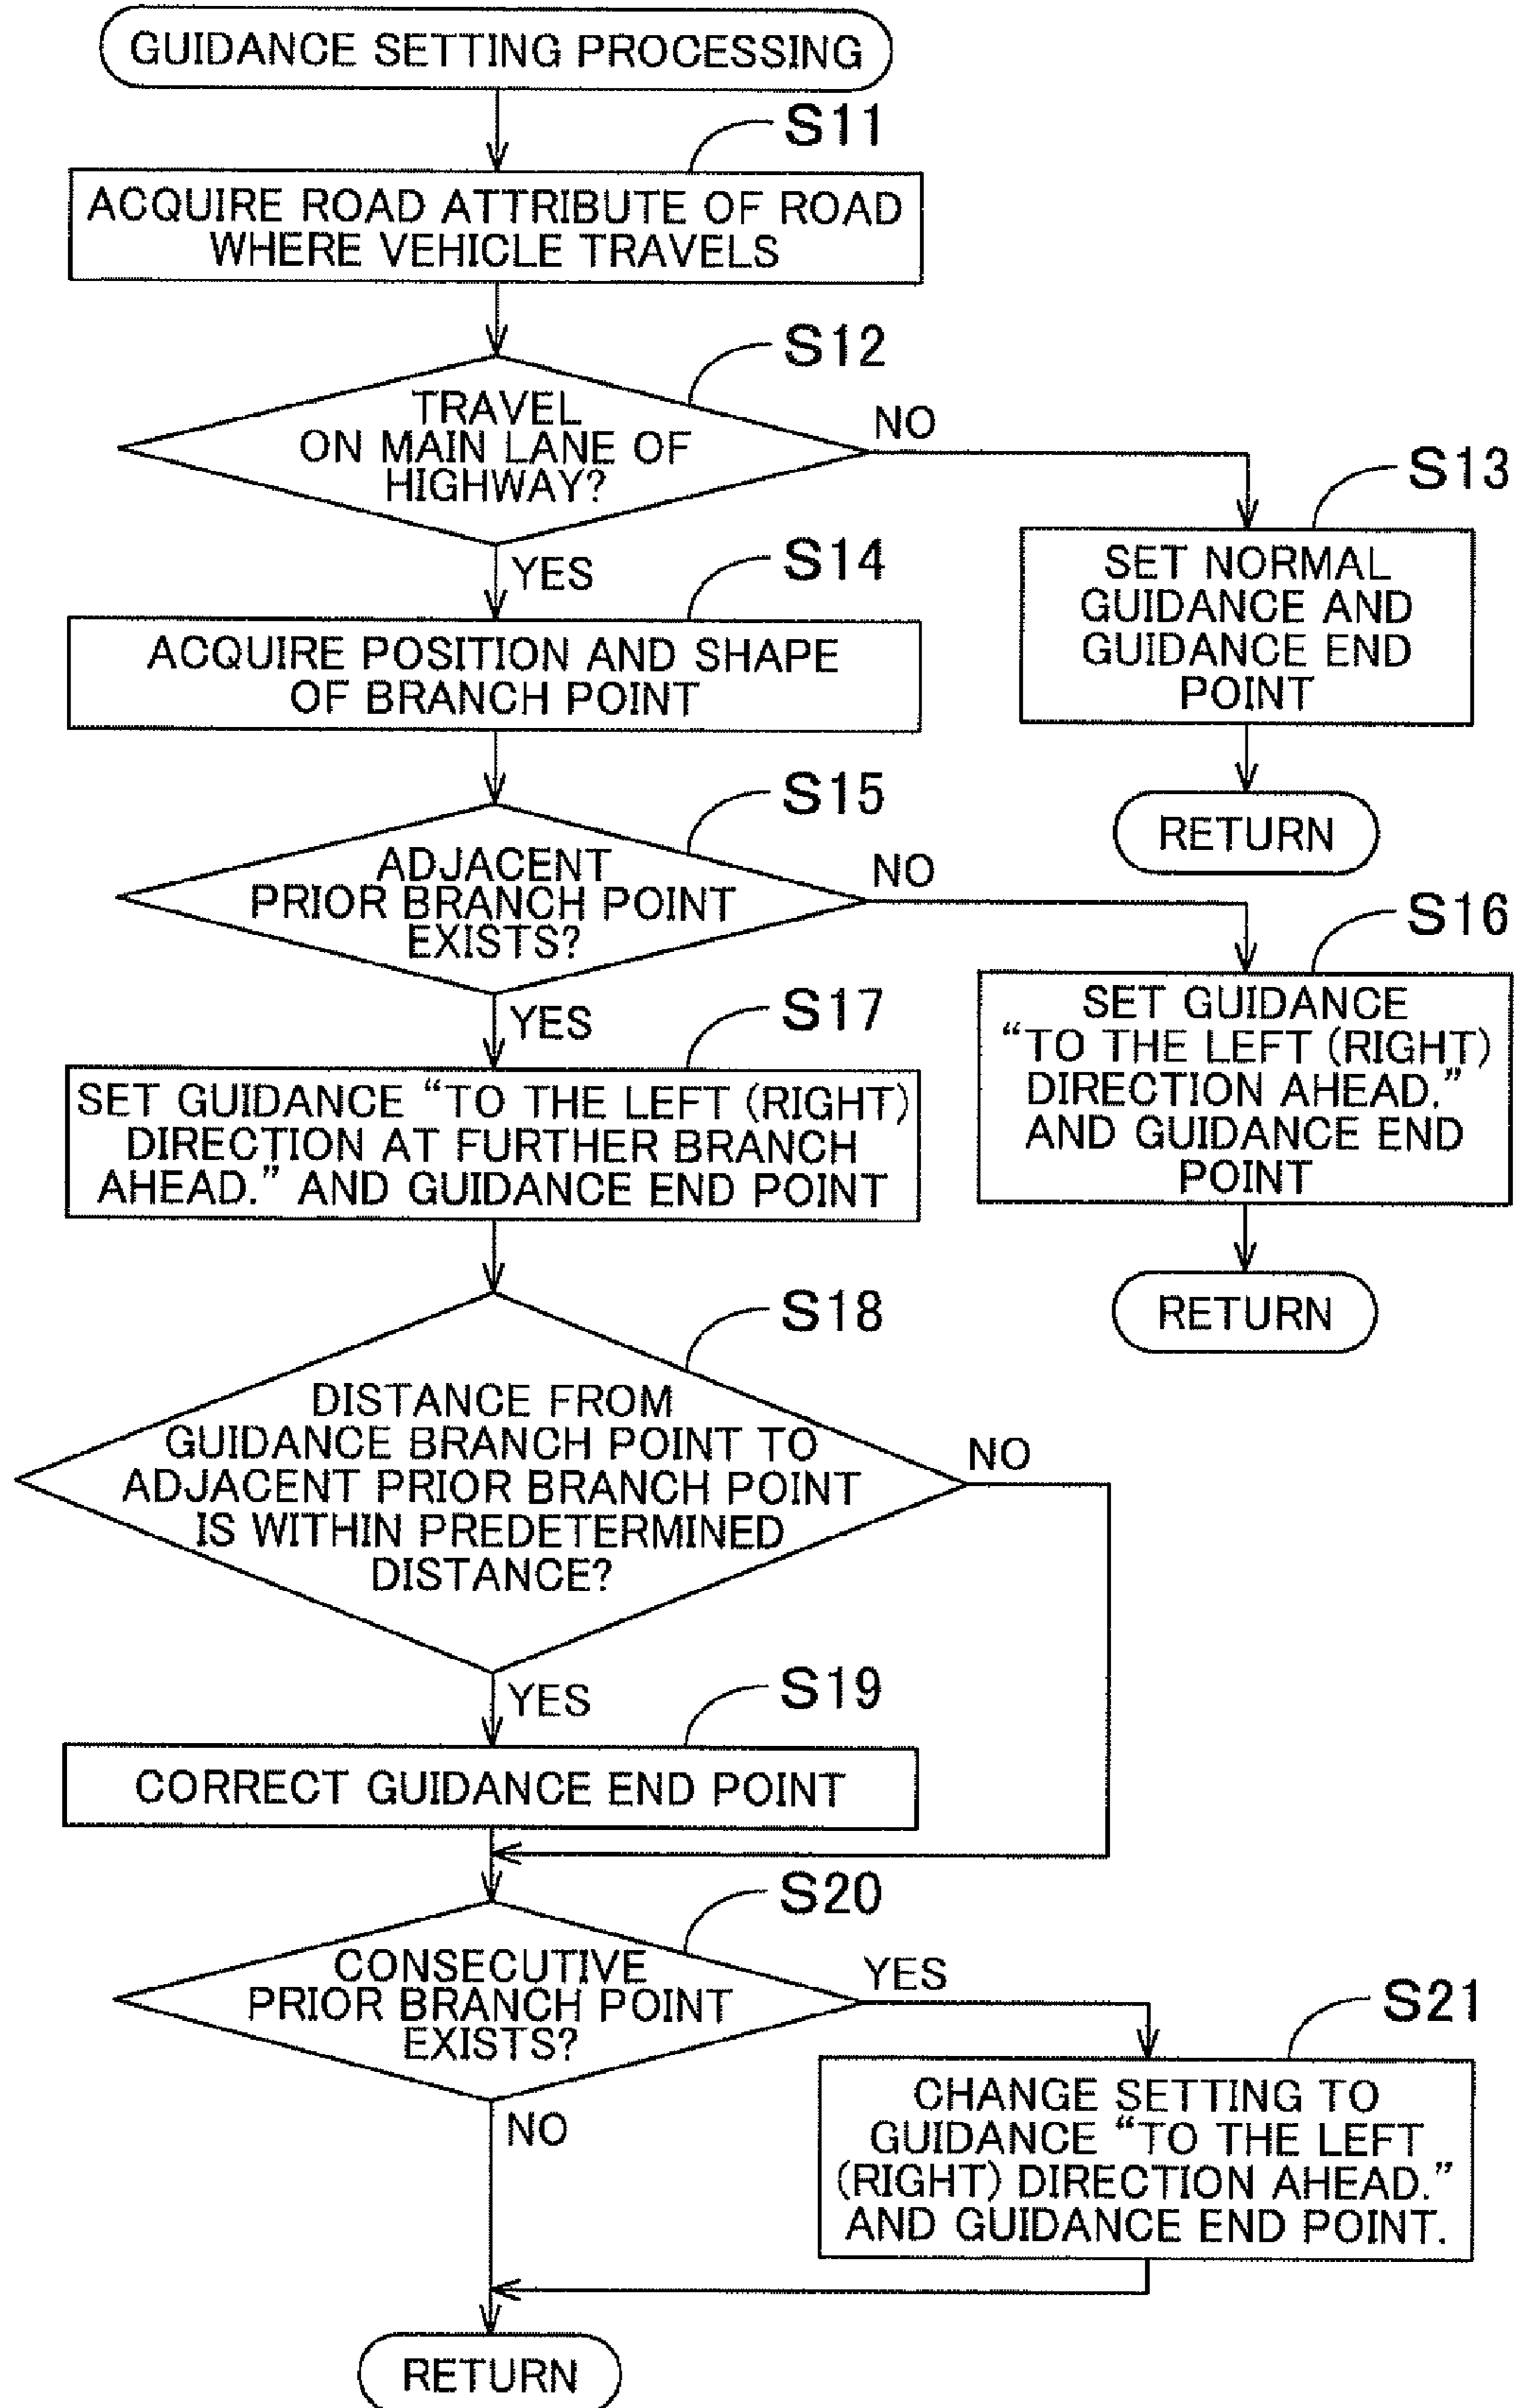 GUIDANCE SETTING PROCESSING
S11
ACQUIRE ROAD ATTRIBUTE OF ROAD
WHERE VEHICLE TRAVELS
S12
TRAVEL
ON MAIN LANE OF
HIGHWAY?
NO
S13
SET NORMAL
GUIDANCE AND
GUIDANCE END
POINT
RETURN
YES
S14
ACQUIRE POSITION AND SHAPE
OF BRANCH POINT
S15
ADJACENT
PRIOR BRANCH POINT
EXISTS?
NO
S16
SET GUIDANCE
“TO THE LEFT (RIGHT)
DIRECTION AHEAD.”
AND GUIDANCE END
POINT
RETURN
YES
S17
SET GUIDANCE “TO THE LEFT (RIGHT)
DIRECTION AT FURTHER BRANCH
AHEAD.” AND GUIDANCE END POINT
S18
DISTANCE FROM
GUIDANCE BRANCH POINT TO
ADJACENT PRIOR BRANCH POINT
IS WITHIN PREDETERMINED
DISTANCE?
NO
YES
S19
CORRECT GUIDANCE END POINT
S20
CONSECUTIVE
PRIOR BRANCH POINT
EXISTS?
YES
S21
CHANGE SETTING TO
GUIDANCE “TO THE LEFT
(RIGHT) DIRECTION AHEAD.”
AND GUIDANCE END POINT.
NO
RETURN